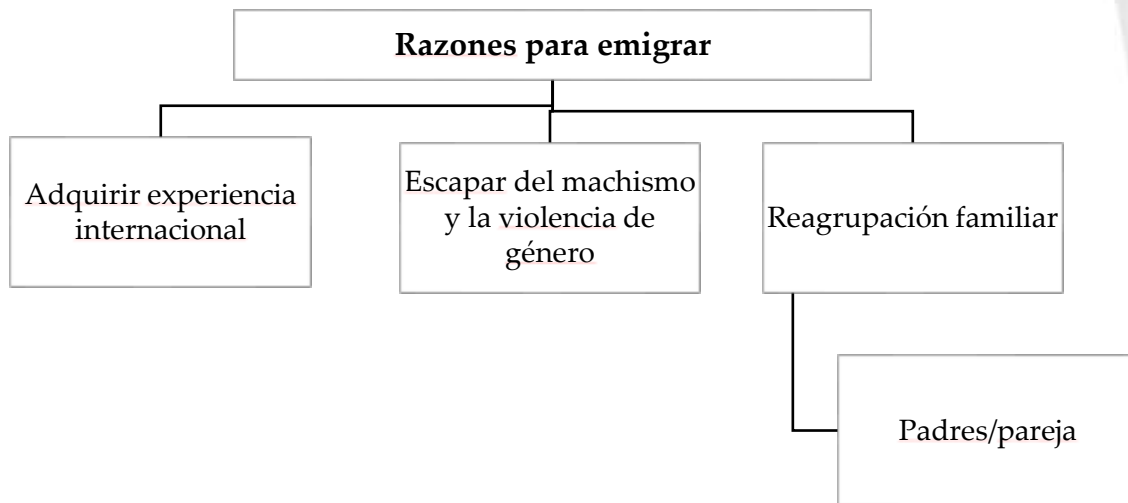 Razones para emigrar
Adquirir experiencia
internacional
Escapar del machismo
y la violencia de
género
Reagrupación familiar
Padres/pareja